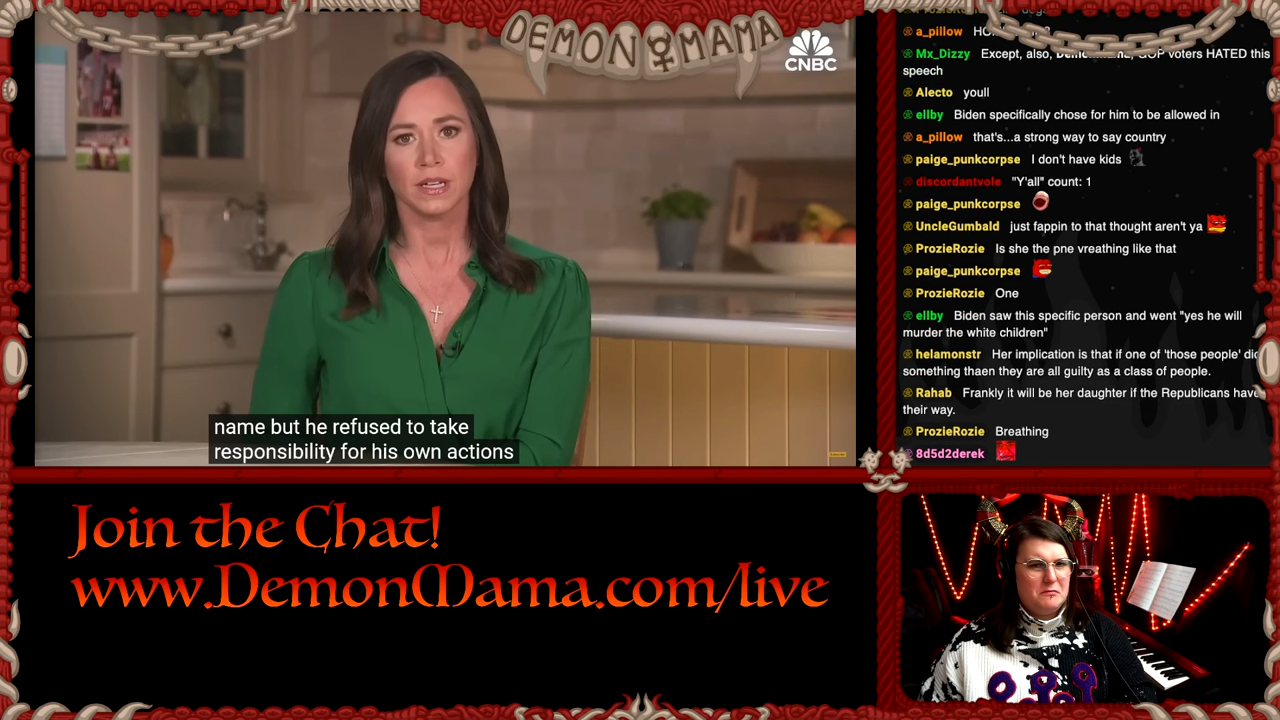 DEMON MAMA
CNBC
name but he refused to take
responsibility for his own actions
a_pillow
Mx_Dizzy Except, also, GOP voters HATED this
speech
Alecto youll
ellby Biden specifically chose for him to be allowed in
a_pillow that's...a strong way to say country
paige_punkcorpse I don't have kids
discordantvole "Y'all" count: 1
paige_punkcorpse
UncleGumbald just fappin to that thought aren't ya
ProzieRozie Is she the pne vreathing like that
paige_punkcorpse
ProzieRozie One
ellby Biden saw this specific person and went "yes he will
murder the white children"
helamonstr Her implication is that if one of 'those people' did
something thaen they are all guilty as a class of people.
Rahab Frankly it will be her daughter if the Republicans have
their way.
ProzieRozie Breathing
8d5d2derek
Join the Chat!
www.DemonMama.com/live